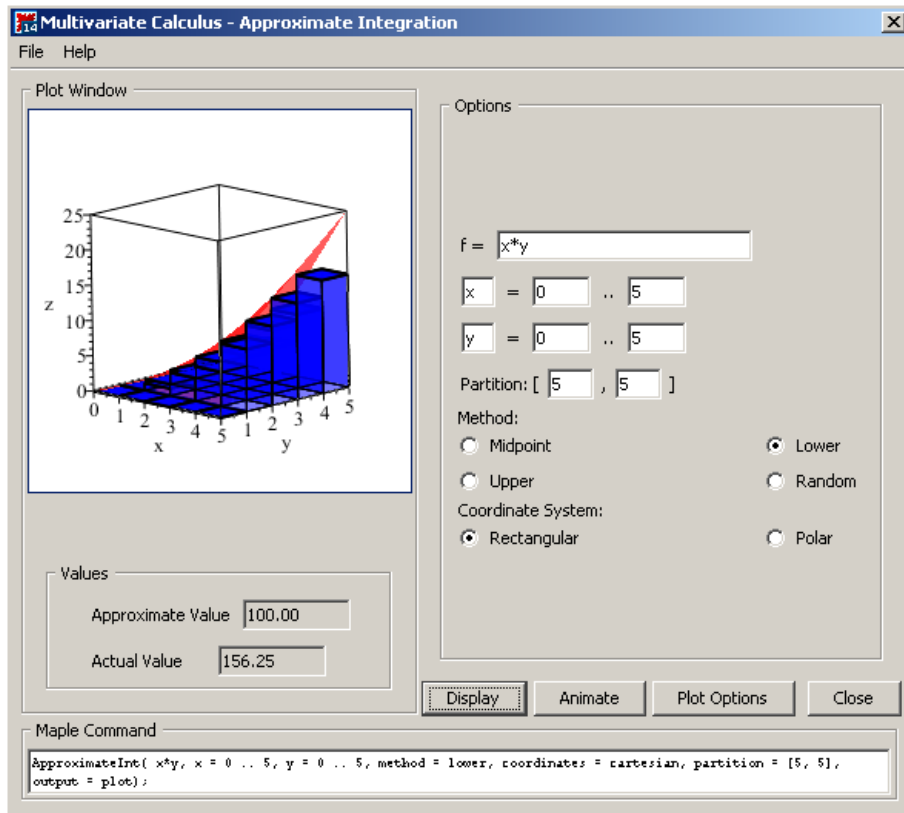 Multivariate Calculus - Approximate Integration
File Help
Plot Window
25
20
15
z
10
5
0
0 1 2 3 4 5 1 2 3 4 5
x y
Values
Approximate Value 100.00
Actual Value 156.25
Options
f = x*y
x = 0 .. 5
y = 0 .. 5
Partition: [ 5 , 5 ]
Method:
Midpoint Lower
Upper Random
Coordinate System:
Rectangular Polar
Display Animate Plot Options Close
Maple Command
ApproximateInt( x*y, x = 0 .. 5, y = 0 .. 5, method = lower, coordinates = cartesian, partition = [5, 5],
output = plot);